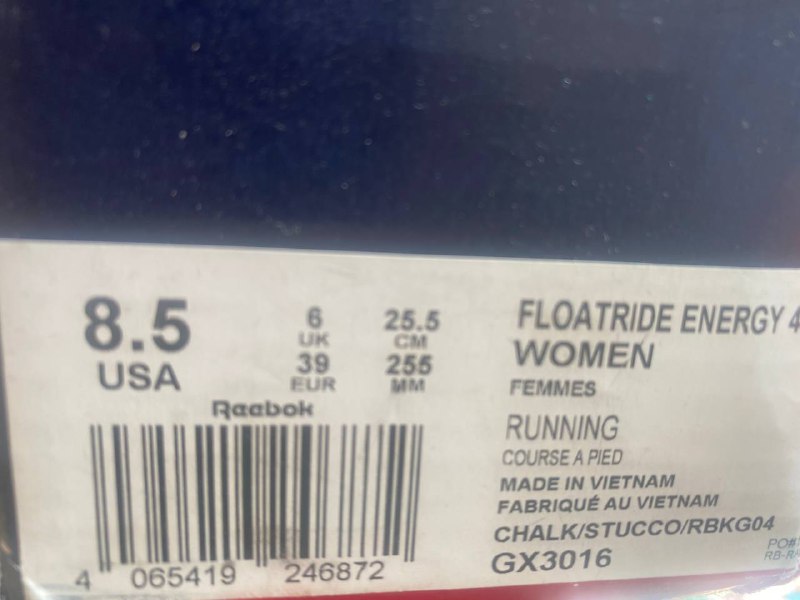 8.5
USA
6
UK
39
EUR
25.5
CM
255
MM
Reebok
4 065419 246872
FLOATRIDE ENERGY 4
WOMEN
FEMMES
RUNNING
COURSE A PIED
MADE IN VIETNAM
FABRIQUÉ AU VIETNAM
CHALK/STUCCO/RBKG04
GX3016
PO#